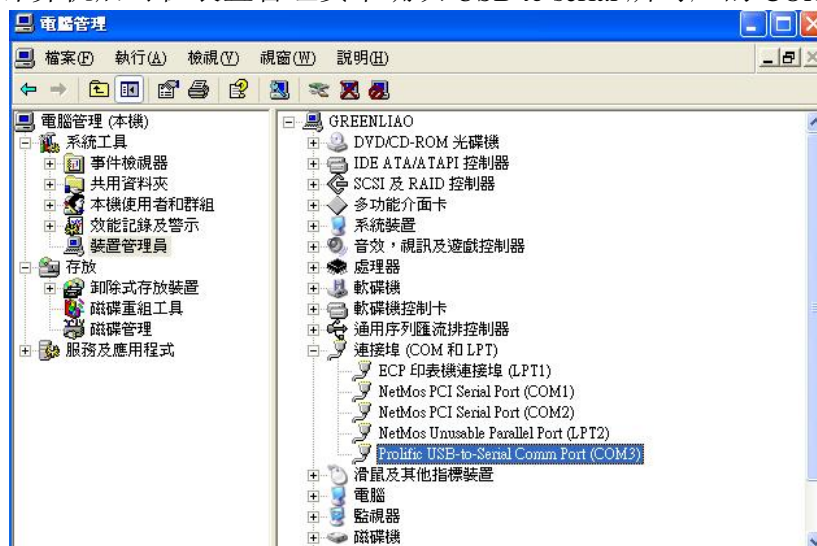 電腦管理
檔案(F) 執行(A) 檢視(V) 視窗(W) 說明(H)
電腦管理 (本機)
系統工具
事件檢視器
共用資料夾
本機使用者和群組
效能記錄及警示
裝置管理員
存放
卸除式存放裝置
磁碟重組工具
磁碟管理
服務及應用程式
GREENLIAO
DVD/CD-ROM 光碟機
IDE ATA/ATAPI 控制器
SCSI 及 RAID 控制器
多功能介面卡
系統裝置
音效，視訊及遊戲控制器
處理器
軟碟機
軟碟機控制卡
通用序列匯流排控制器
連接埠 (COM 和 LPT)
ECP 印表機連接埠 (LPT1)
NetMos PCI Serial Port (COM1)
NetMos PCI Serial Port (COM2)
NetMos Unusable Parallel Port (LPT2)
Prolific USB-to-Serial Comm Port (COM3)
滑鼠及其他指標裝置
電腦
監視器
磁碟機